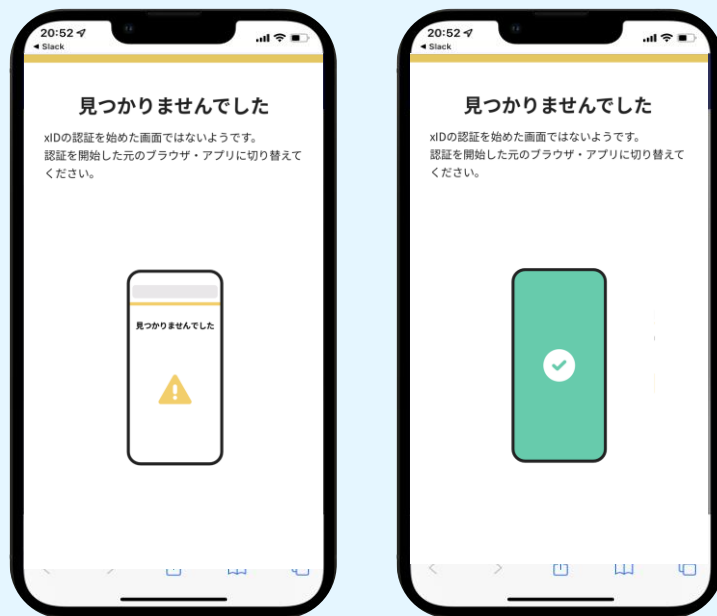 20:52
◀ Slack
見つかりませんでした
xIDの認証を始めた画面ではないようです。
認証を開始した元のブラウザ・アプリに切り替えて
ください。
見つかりませんでした
20:52
◀ Slack
見つかりませんでした
xIDの認証を始めた画面ではないようです。
認証を開始した元のブラウザ・アプリに切り替えて
ください。